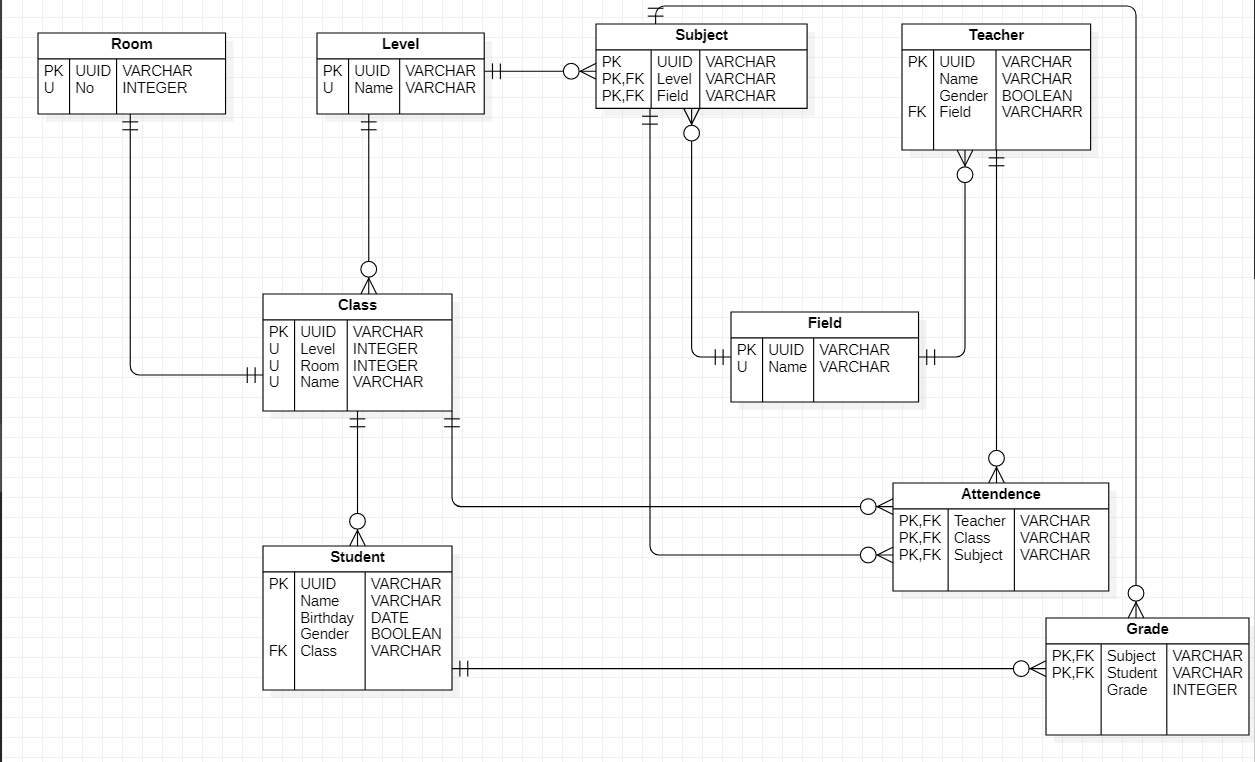 Room
PK UUID VARCHAR
U No INTEGER
Level
PK UUID VARCHAR
U Name VARCHAR
Subject
PK UUID VARCHAR
PK,FK Level VARCHAR
PK,FK Field VARCHAR
Teacher
PK UUID VARCHAR
Name VARCHAR
Gender BOOLEAN
FK Field VARCHARR
Class
PK UUID VARCHAR
U Level INTEGER
U Room INTEGER
U Name VARCHAR
Field
PK UUID VARCHAR
U Name VARCHAR
Attendence
PK,FK Teacher VARCHAR
PK,FK Class VARCHAR
PK,FK Subject VARCHAR
Student
PK UUID VARCHAR
Name VARCHAR
Birthday DATE
Gender BOOLEAN
FK Class VARCHAR
Grade
PK,FK Subject VARCHAR
PK,FK Student VARCHAR
Grade INTEGER